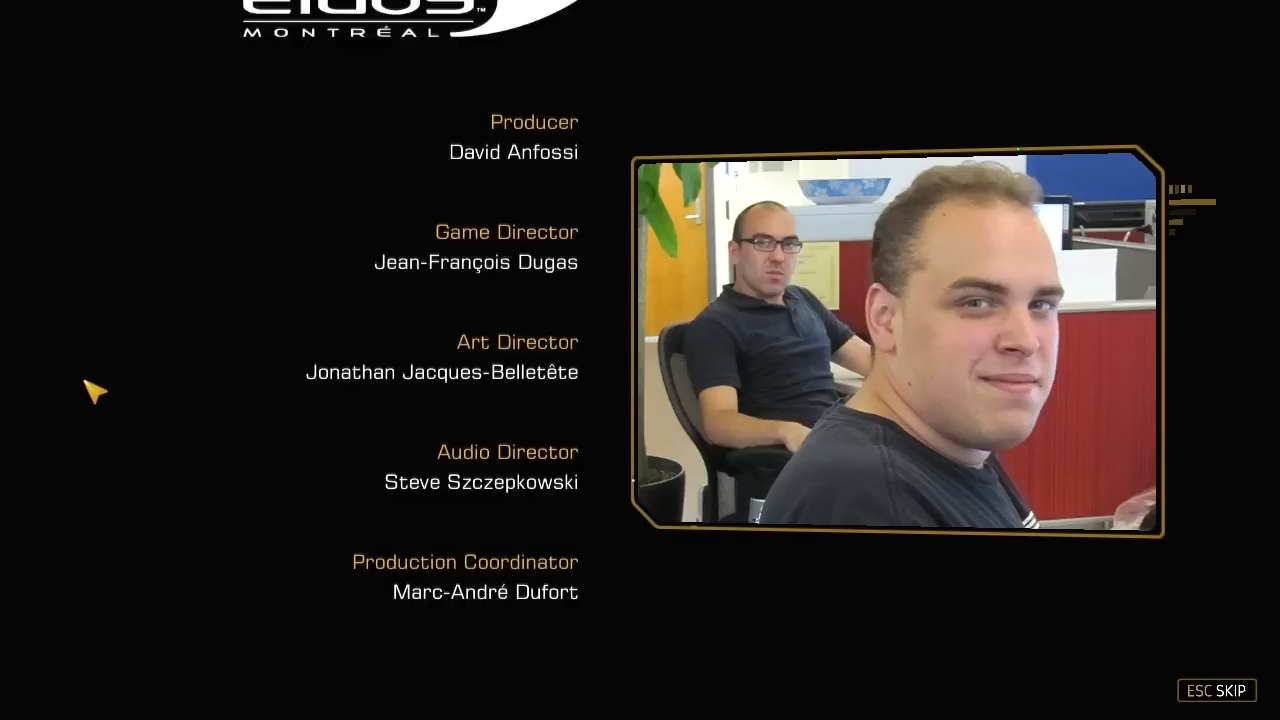 eidos™
MONTRÉAL
Producer
David Anfossi
Game Director
Jean-François Dugas
Art Director
Jonathan Jacques-Belletête
Audio Director
Steve Szczepkowski
Production Coordinator
Marc-André Dufort
ESC SKIP